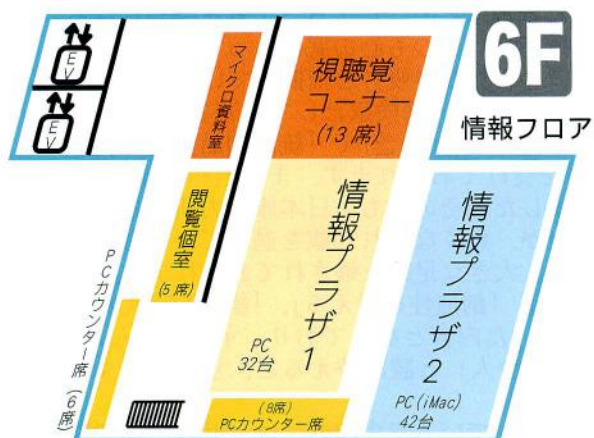 6F
情報フロア
EV
EV
マイクロ資料室
視聴覚
コーナー
(13席)
閲覧個室
(5席)
情報プラザ1
PC
32台
情報プラザ2
PC(iMac)
42台
PCカウンター席(6席)
(8席)
PCカウンター席